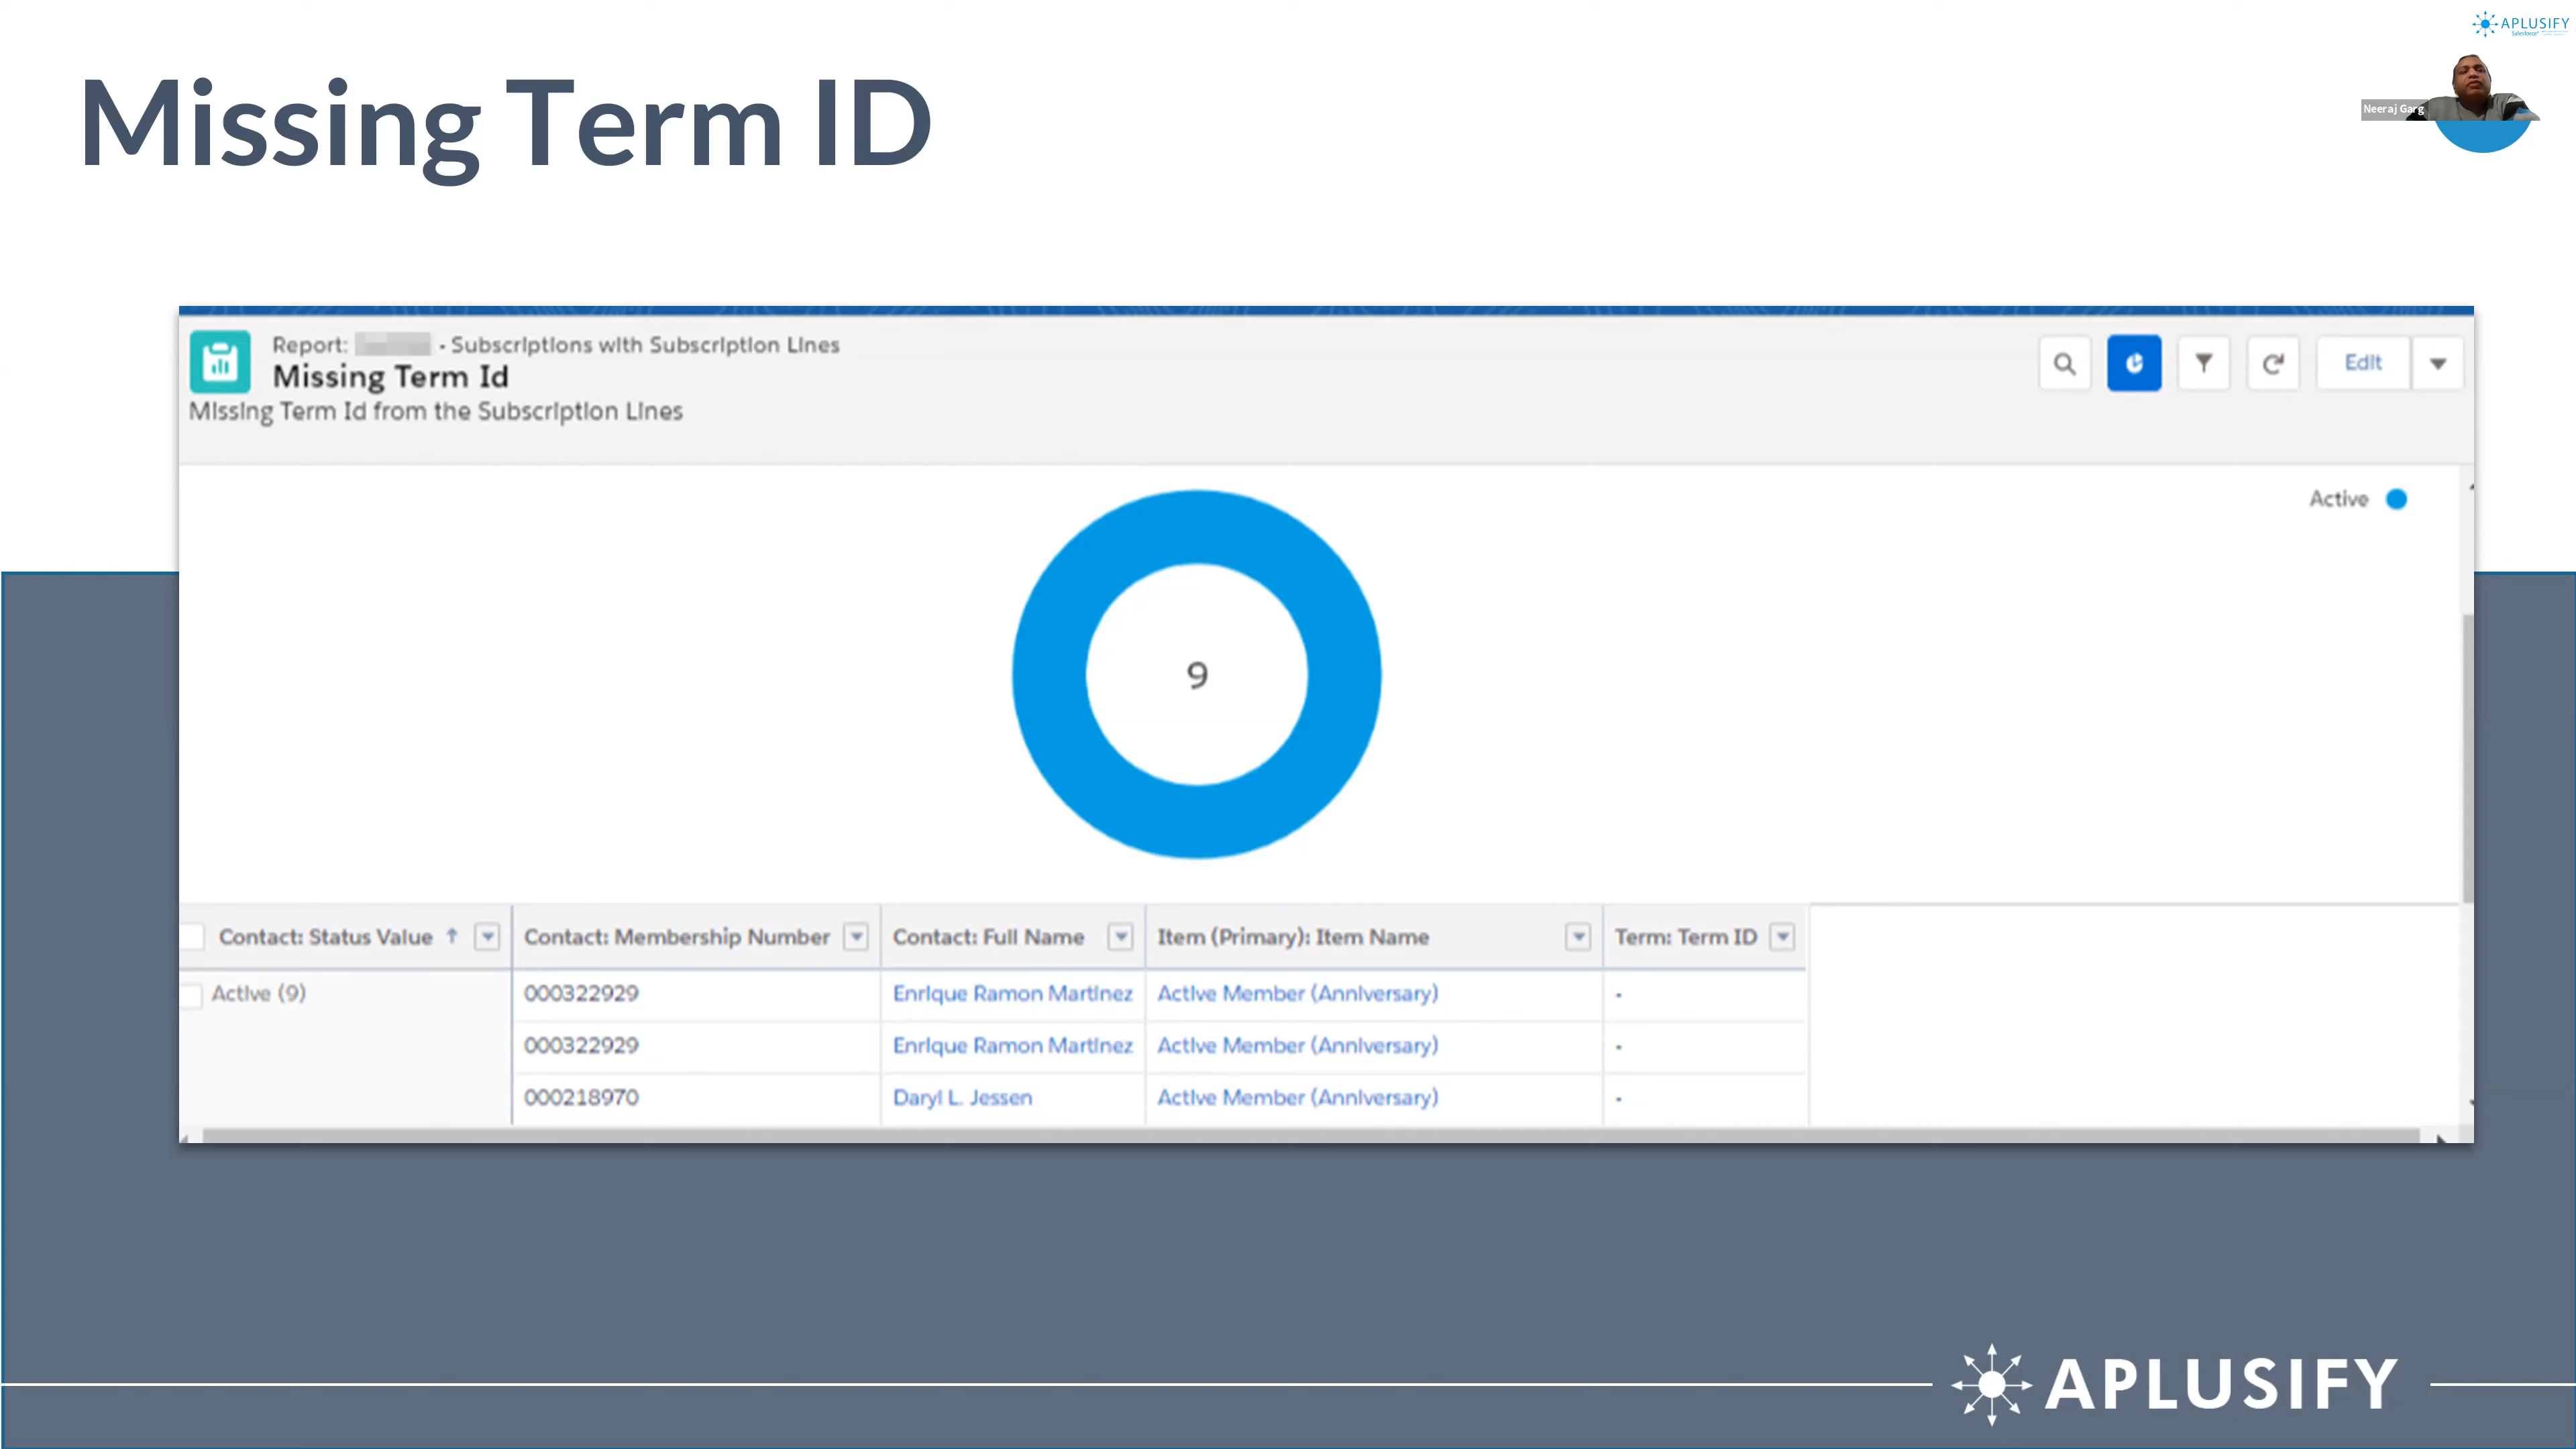 APLUSIFY
Missing Term ID
Neeraj Garg
Report: - Subscriptions with Subscription Lines
Missing Term Id
Missing Term Id from the Subscription Lines
Edit
Active
9
Contact: Status Value ↑ Contact: Membership Number Contact: Full Name Item (Primary): Item Name Term: Term ID
Active (9) 000322929 Enrique Ramon Martinez Active Member (Anniversary) -
000322929 Enrique Ramon Martinez Active Member (Anniversary) -
000218970 Daryl L. Jessen Active Member (Anniversary) -
APLUSIFY